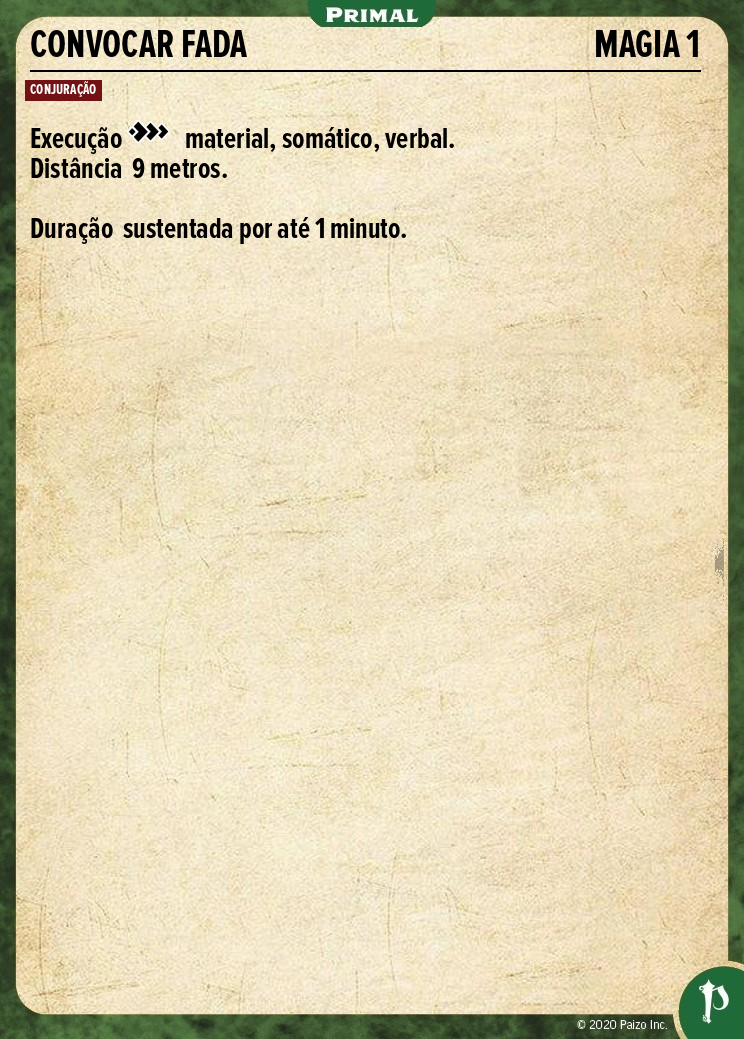 PRIMAL
CONVOCAR FADA MAGIA 1
CONJURAÇÃO
Execução material, somático, verbal.
Distância 9 metros.
Duração sustentada por até 1 minuto.
© 2020 Paizo Inc.